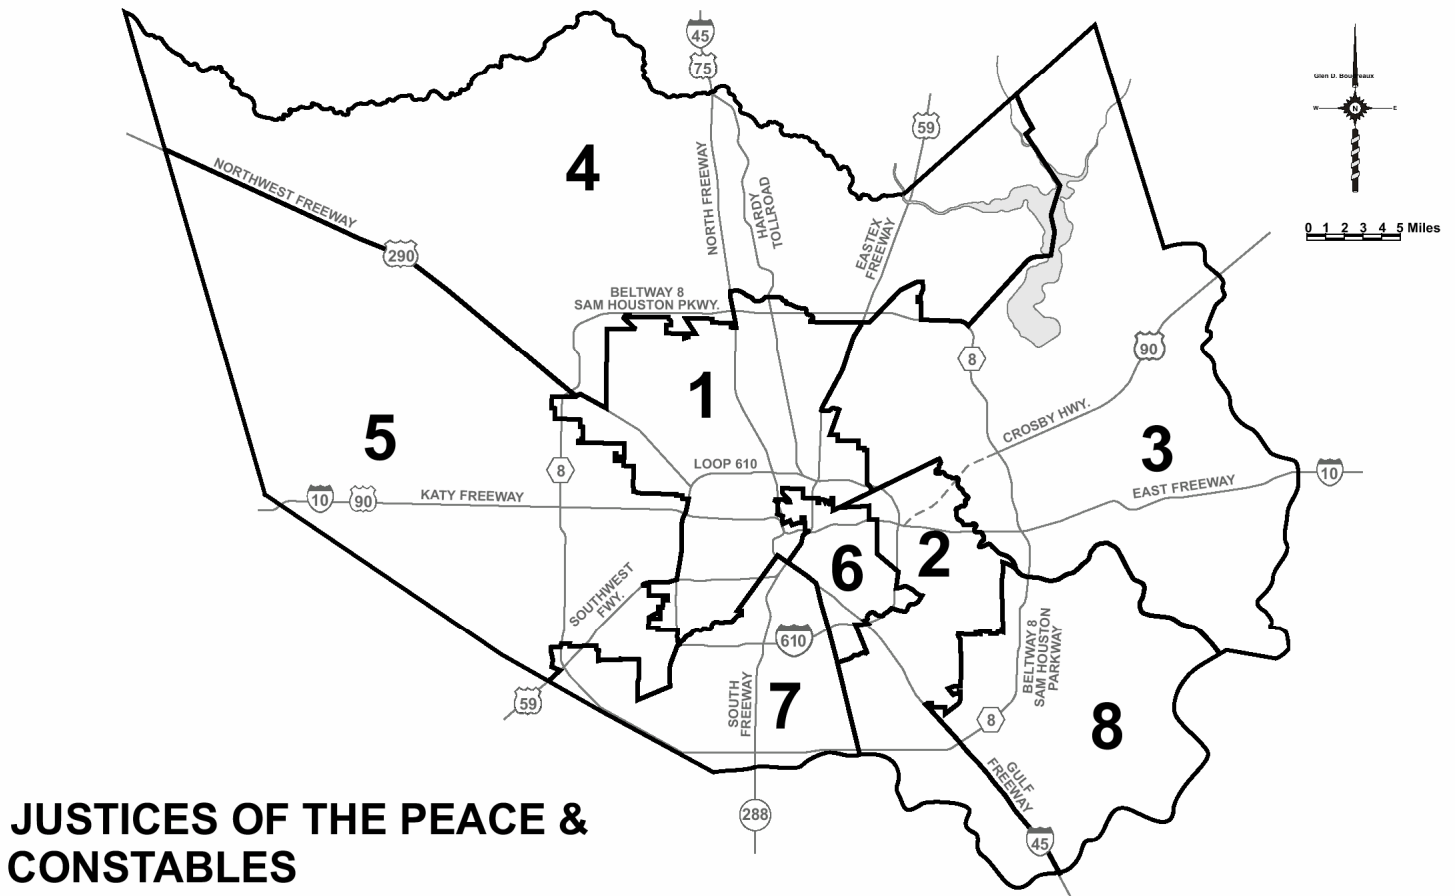 45
75
Glen D. Boudreaux
W N E
59
4
NORTHWEST FREEWAY
NORTH FREEWAY
HARDY
TOLLROAD
EASTEX
FREEWAY
0 1 2 3 4 5 Miles
290
BELTWAY 8
SAM HOUSTON PKWY.
8
90
1
5
CROSBY HWY.
3
LOOP 610
8
10
90
KATY FREEWAY
EAST FREEWAY
10
6
2
SOUTHWEST
FWY.
610
BELTWAY 8
SAM HOUSTON
PARKWAY
59
SOUTH
FREEWAY
7
8
8
GULF
FREEWAY
288
45
JUSTICES OF THE PEACE &
CONSTABLES